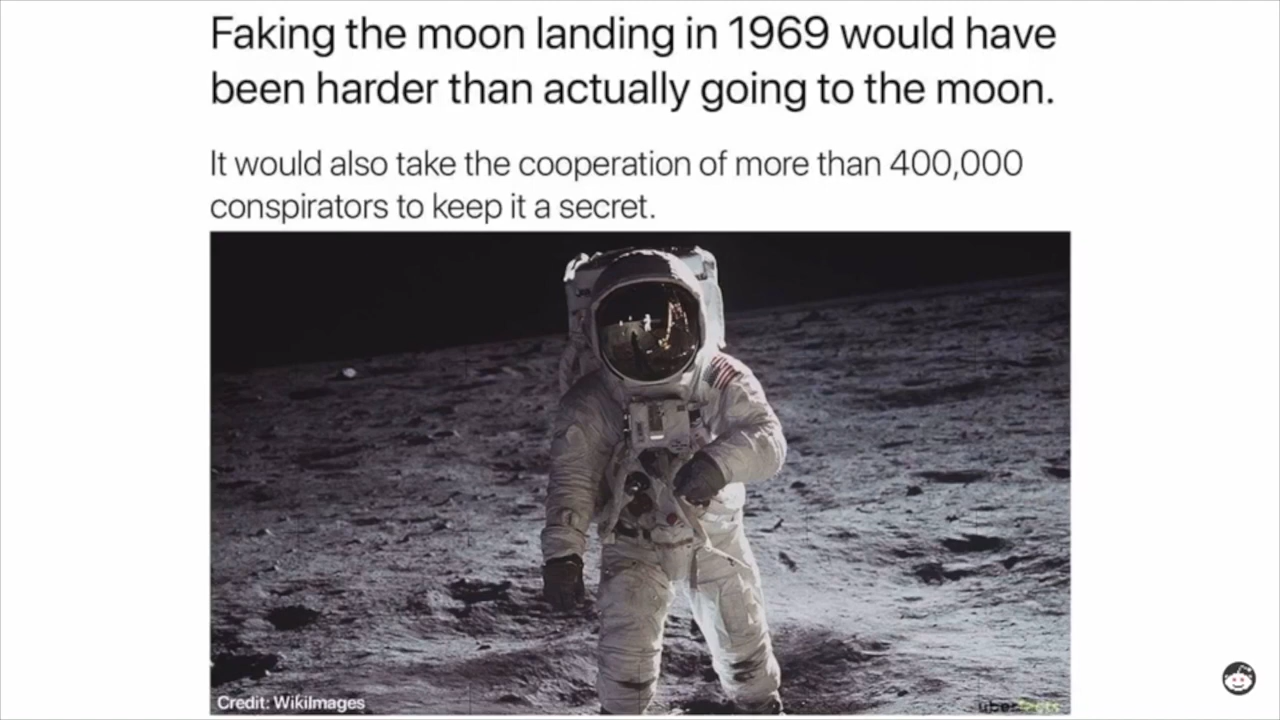 Faking the moon landing in 1969 would have
been harder than actually going to the moon.
It would also take the cooperation of more than 400,000
conspirators to keep it a secret.
Credit: WikiImages